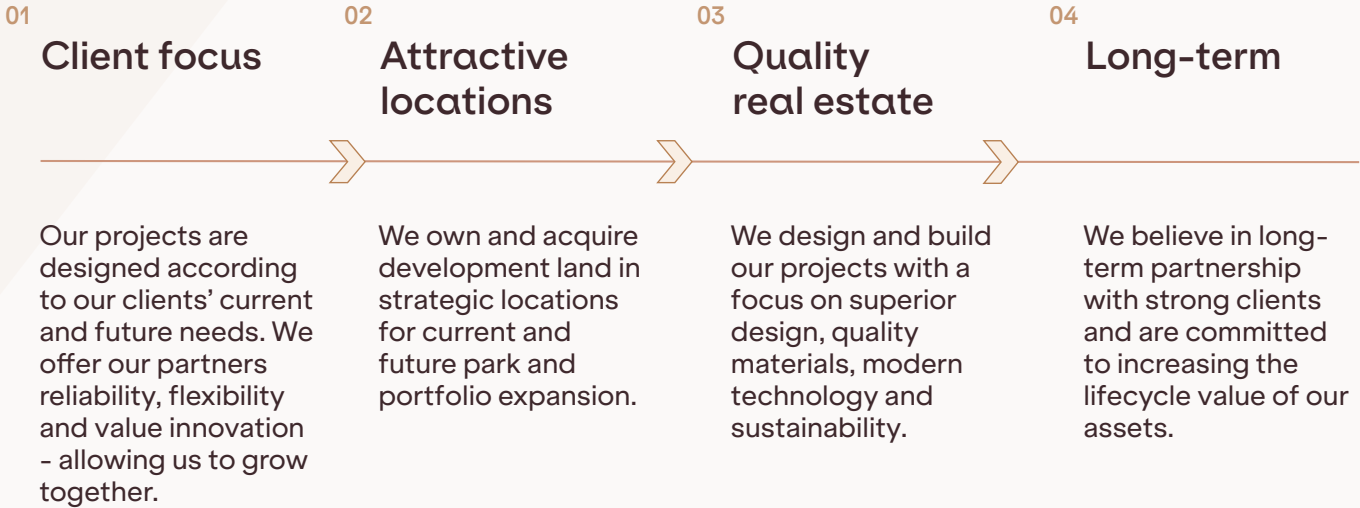 01
Client focus
Our projects are
designed according
to our clients’ current
and future needs. We
offer our partners
reliability, flexibility
and value innovation
- allowing us to grow
together.
02
Attractive
locations
We own and acquire
development land in
strategic locations
for current and
future park and
portfolio expansion.
03
Quality
real estate
We design and build
our projects with a
focus on superior
design, quality
materials, modern
technology and
sustainability.
04
Long-term
We believe in long-
term partnership
with strong clients
and are committed
to increasing the
lifecycle value of our
assets.